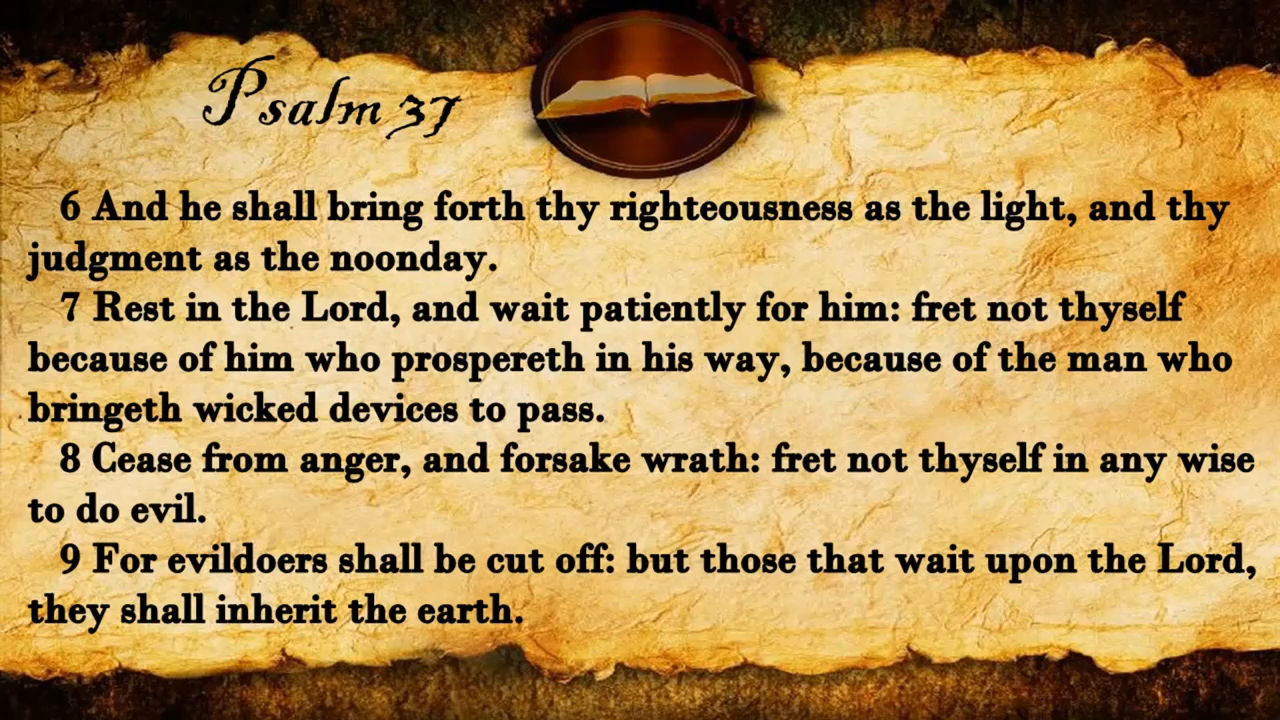 Psalm 37
6 And he shall bring forth thy righteousness as the light, and thy
judgment as the noonday.
7 Rest in the Lord, and wait patiently for him: fret not thyself
because of him who prospereth in his way, because of the man who
bringeth wicked devices to pass.
8 Cease from anger, and forsake wrath: fret not thyself in any wise
to do evil.
9 For evildoers shall be cut off: but those that wait upon the Lord,
they shall inherit the earth.